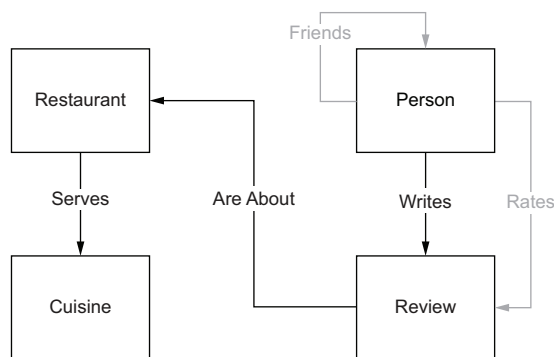 Friends
Restaurant
Person
Serves
Are About
Writes
Rates
Cuisine
Review